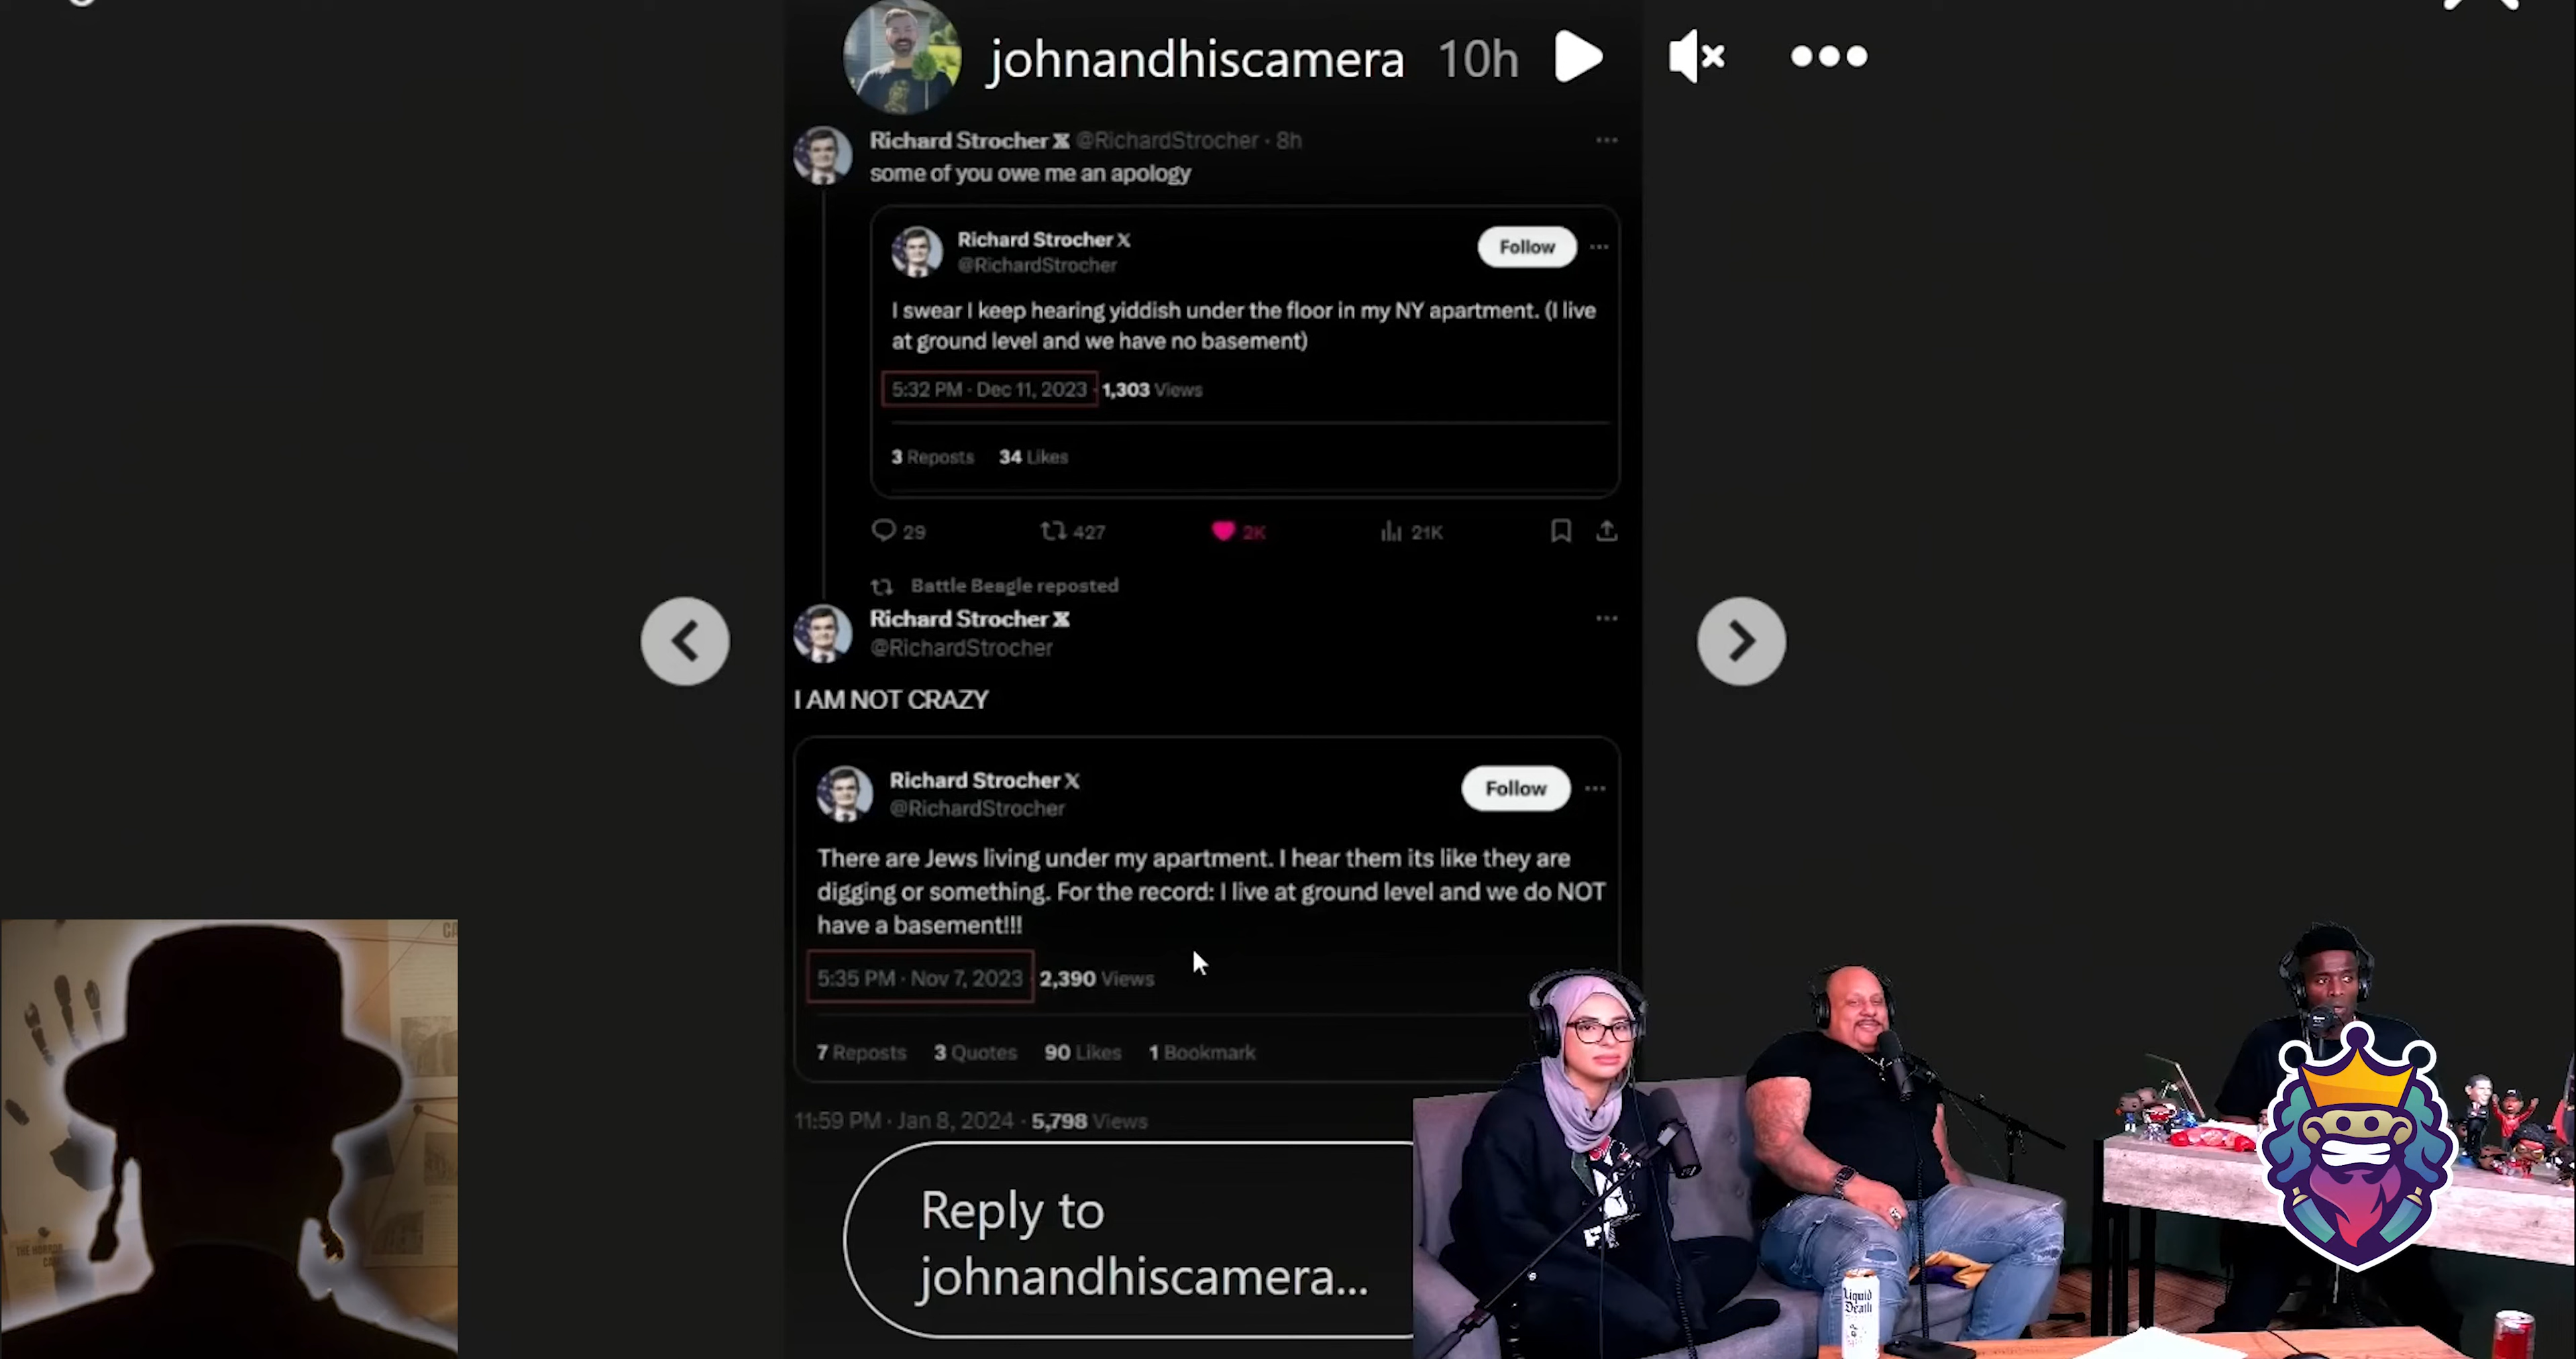 johnandhiscamera 10h
Richard Strocher X @RichardStrocher · 8h
some of you owe me an apology
Richard Strocher X
Follow
@RichardStrocher
I swear I keep hearing yiddish under the floor in my NY apartment. (I live
at ground level and we have no basement)
5:32 PM · Dec 11, 2023 · 1,303 Views
3 Reposts 34 Likes
29 427 2K 21K
Battle Beagle reposted
Richard Strocher X
@RichardStrocher
I AM NOT CRAZY
Richard Strocher X
Follow
@RichardStrocher
There are Jews living under my apartment. I hear them its like they are
digging or something. For the record: I live at ground level and we do NOT
have a basement!!!
5:35 PM · Nov 7, 2023 2,390 Views
7 Reposts 3 Quotes 90 Likes 1 Bookmark
11:59 PM · Jan 8, 2024 · 5,798 Views
Reply to
johnandhiscamera...
Liquid
Death